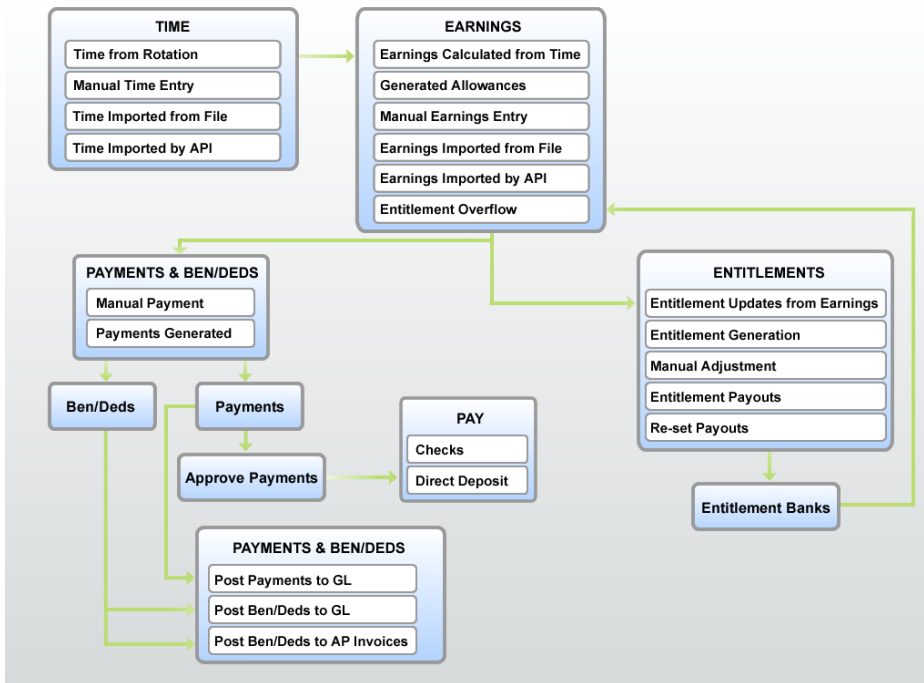 TIME
Time from Rotation
Manual Time Entry
Time Imported from File
Time Imported by API
EARNINGS
Earnings Calculated from Time
Generated Allowances
Manual Earnings Entry
Earnings Imported from File
Earnings Imported by API
Entitlement Overflow
PAYMENTS & BEN/DEDS
Manual Payment
Payments Generated
ENTITLEMENTS
Entitlement Updates from Earnings
Entitlement Generation
Manual Adjustment
Entitlement Payouts
Re-set Payouts
Ben/Deds
Payments
PAY
Checks
Direct Deposit
Approve Payments
Entitlement Banks
PAYMENTS & BEN/DEDS
Post Payments to GL
Post Ben/Deds to GL
Post Ben/Deds to AP Invoices